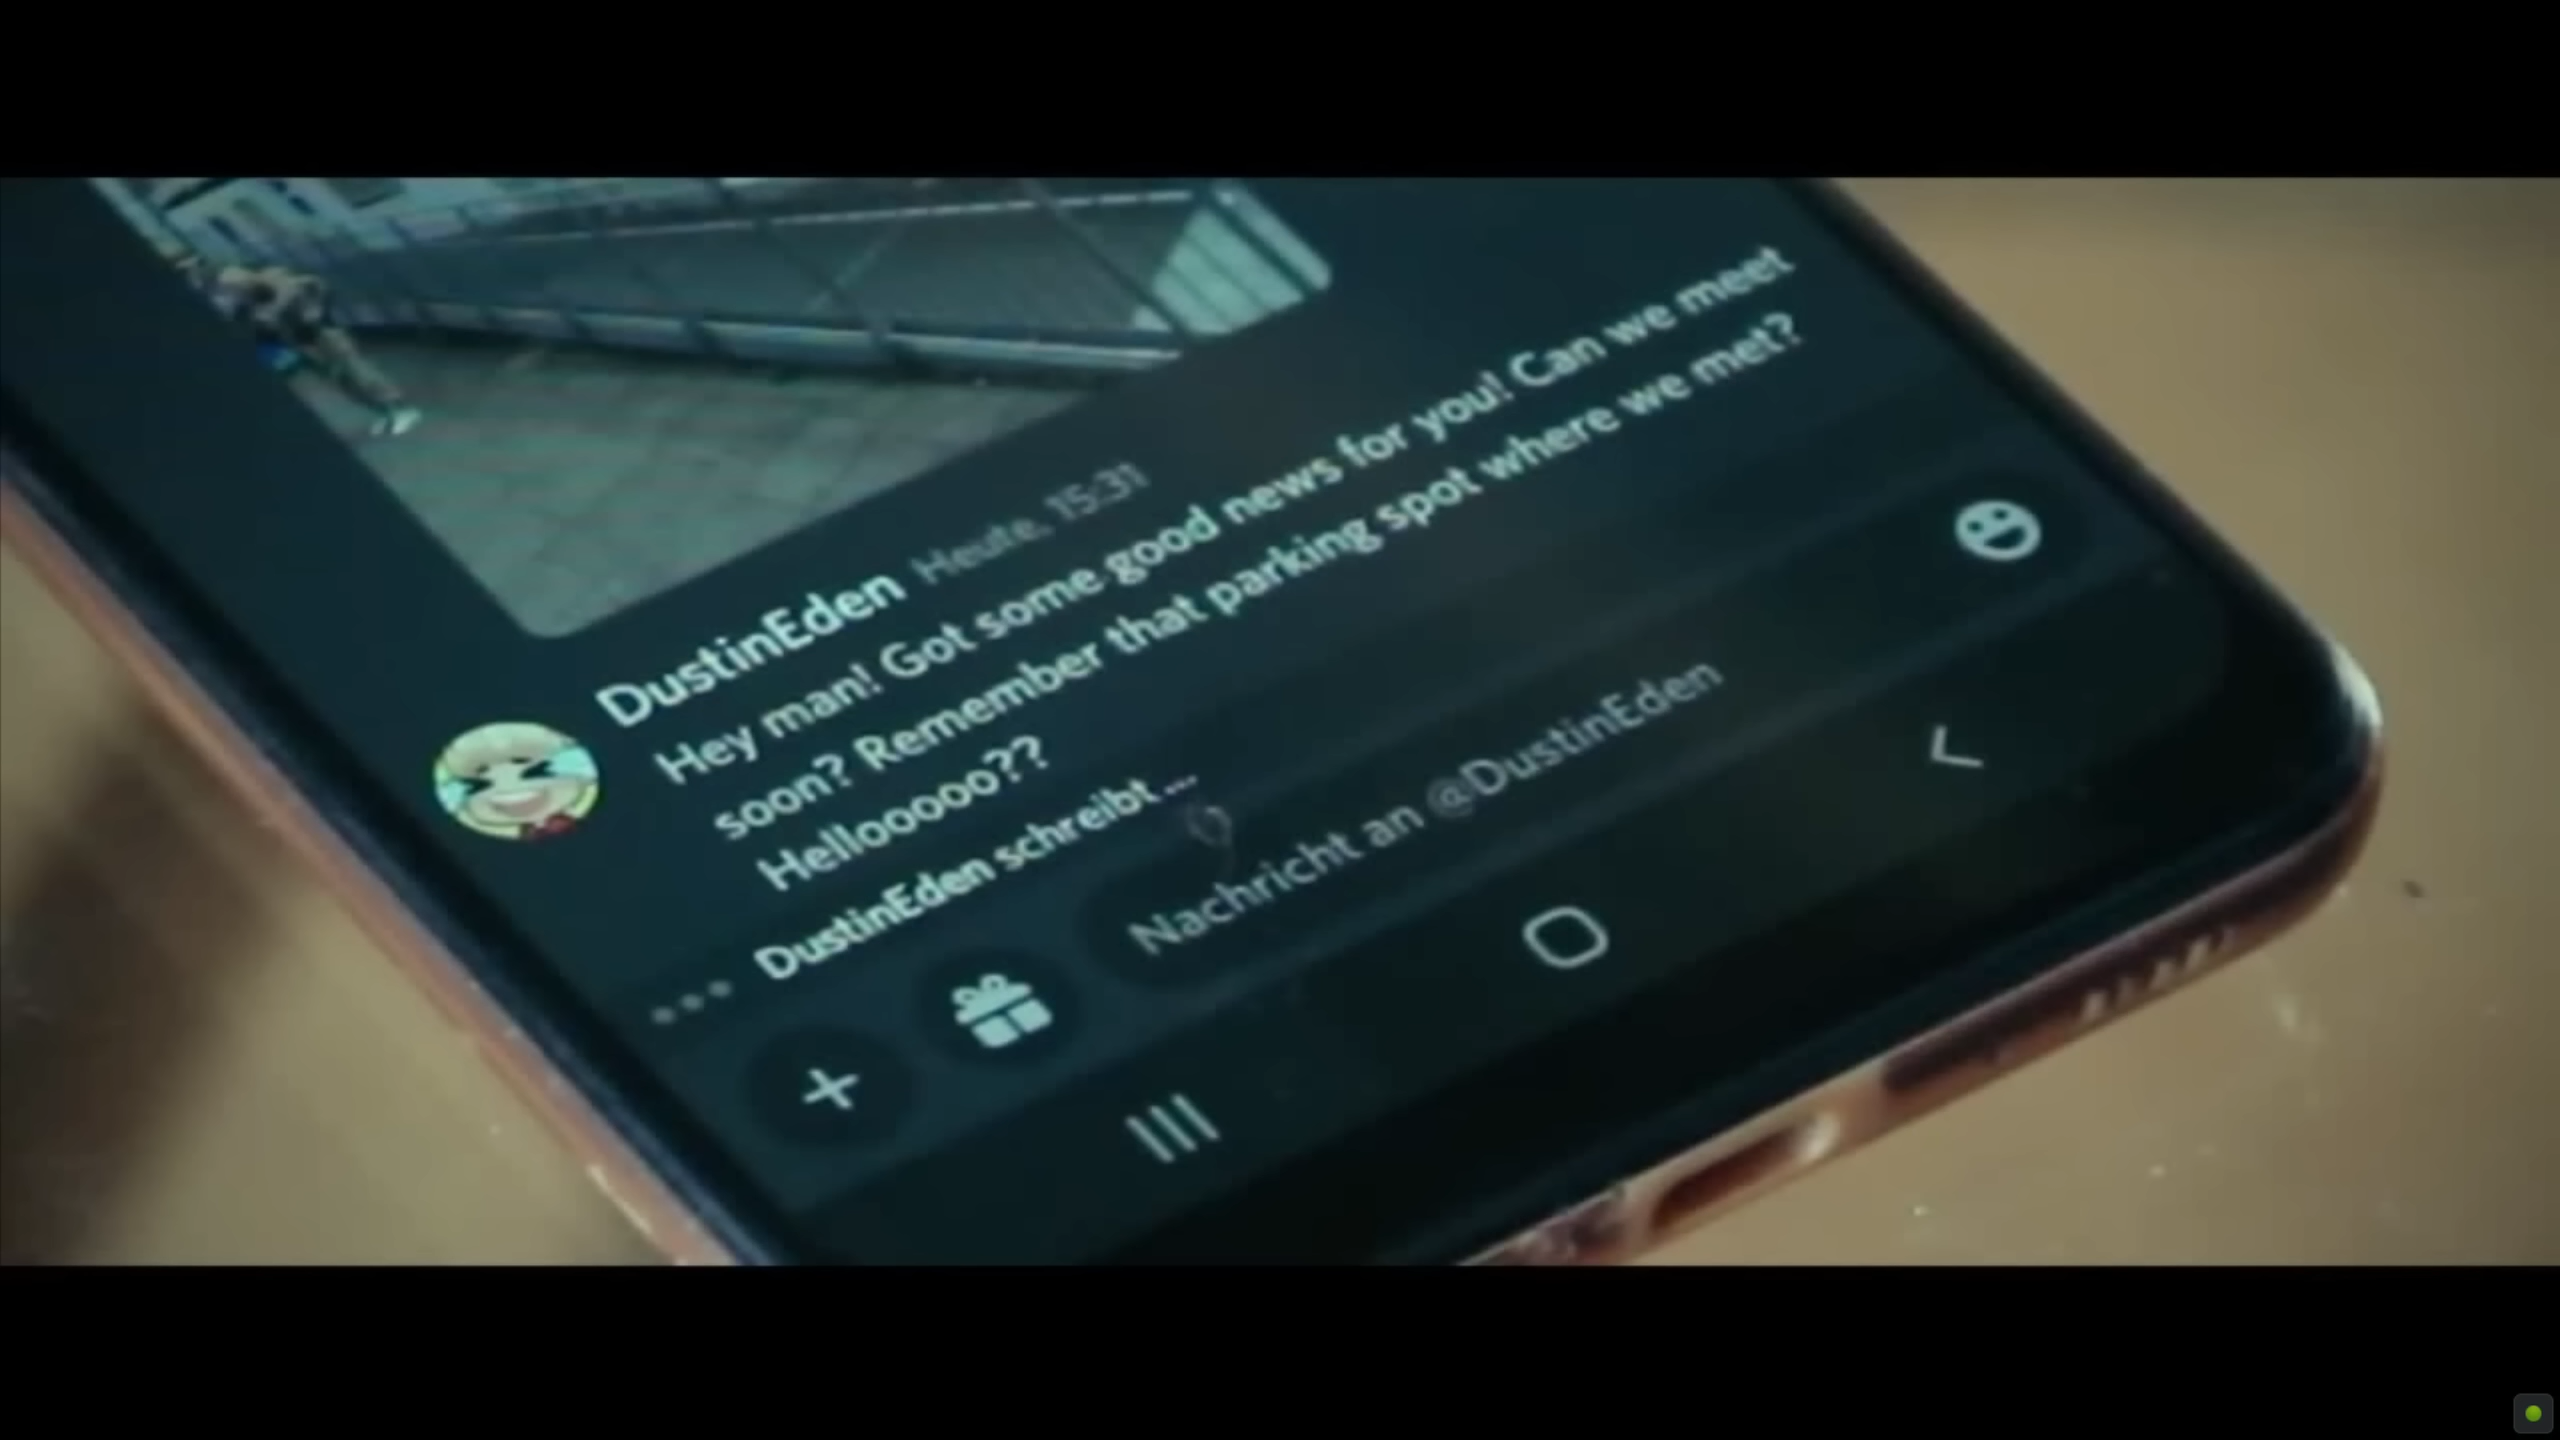 DustinEden Heute, 15:31
Hey man! Got some good news for you! Can we meet
soon? Remember that parking spot where we met?
Hellooooo??
DustinEden schreibt ...
Nachricht an @DustinEden